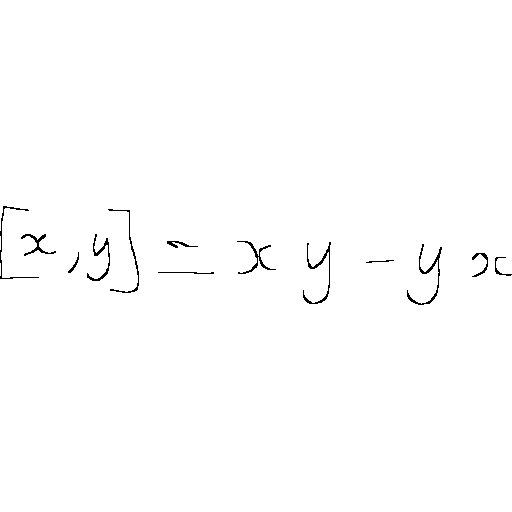 [x,y] = xy - yx